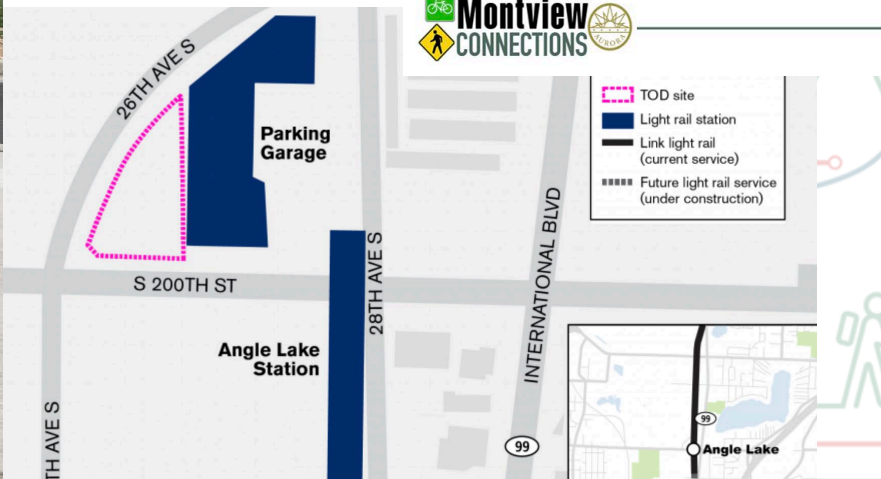 Montview
CONNECTIONS
AURORA
26TH AVE S
Parking
Garage
TOD site
Light rail station
Link light rail
(current service)
Future light rail service
(under construction)
INTERNATIONAL BLVD
S 200TH ST
28TH AVE S
Angle Lake
Station
TH AVE S
99
99
Angle Lake